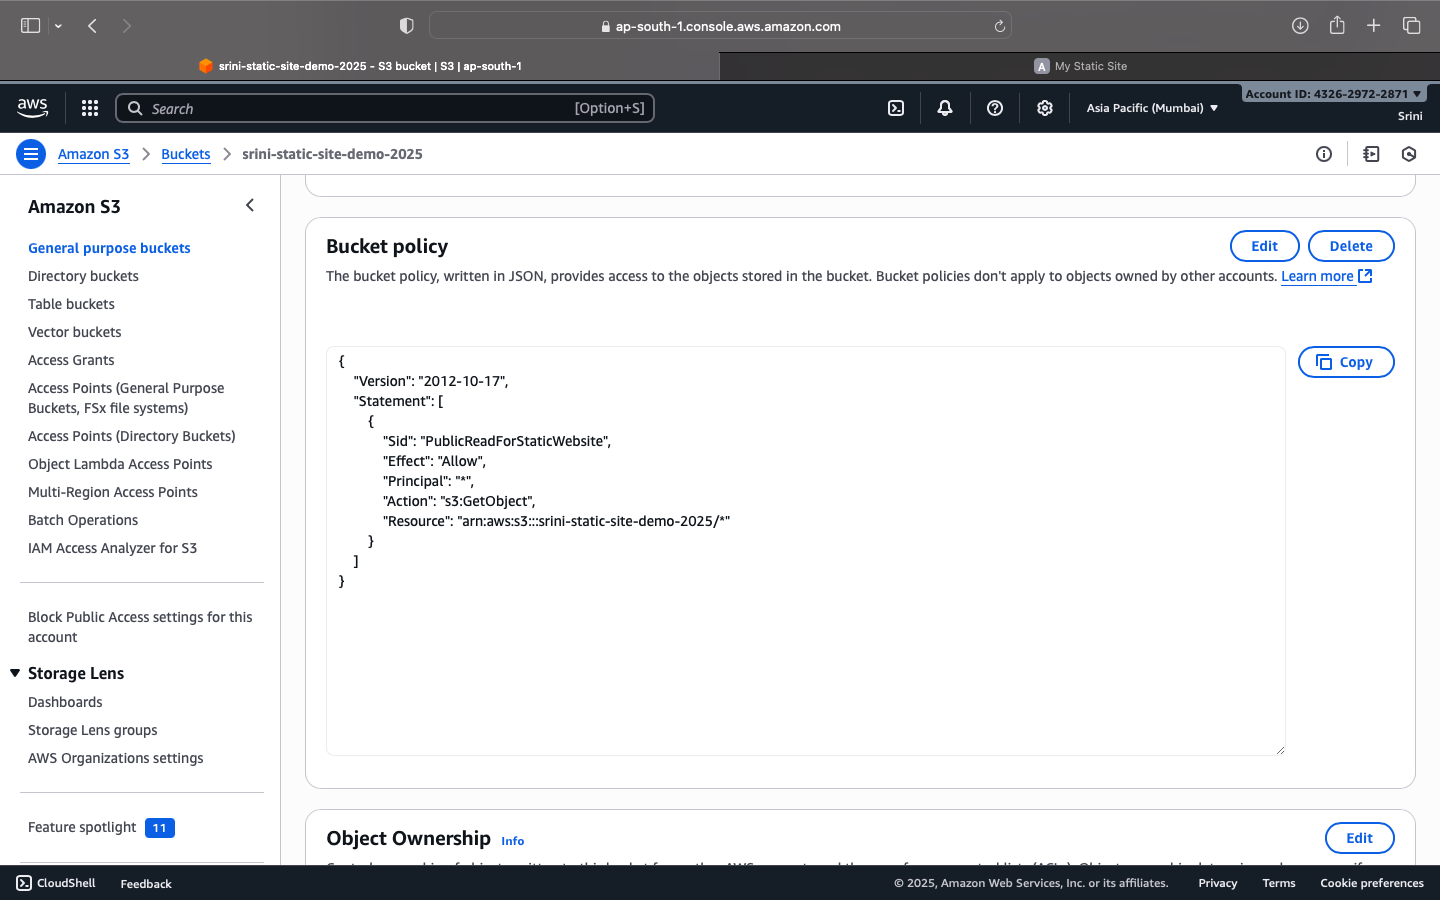 ap-south-1.console.aws.amazon.com
srini-static-site-demo-2025 - S3 bucket | S3 | ap-south-1
A My Static Site
aws
Search [Option+S]
Asia Pacific (Mumbai)
Account ID: 4326-2972-2871
Srini
Amazon S3 > Buckets > srini-static-site-demo-2025
Amazon S3
General purpose buckets
Directory buckets
Table buckets
Vector buckets
Access Grants
Access Points (General Purpose
Buckets, FSx file systems)
Access Points (Directory Buckets)
Object Lambda Access Points
Multi-Region Access Points
Batch Operations
IAM Access Analyzer for S3
Block Public Access settings for this
account
Storage Lens
Dashboards
Storage Lens groups
AWS Organizations settings
Feature spotlight 11
Bucket policy
Edit
Delete
The bucket policy, written in JSON, provides access to the objects stored in the bucket. Bucket policies don't apply to objects owned by other accounts. Learn more
Copy
{
"Version": "2012-10-17",
"Statement": [
{
"Sid": "PublicReadForStaticWebsite",
"Effect": "Allow",
"Principal": "*",
"Action": "s3:GetObject",
"Resource": "arn:aws:s3:::srini-static-site-demo-2025/*"
}
]
}
Object Ownership Info
Edit
CloudShell
Feedback
© 2025, Amazon Web Services, Inc. or its affiliates.
Privacy
Terms
Cookie preferences